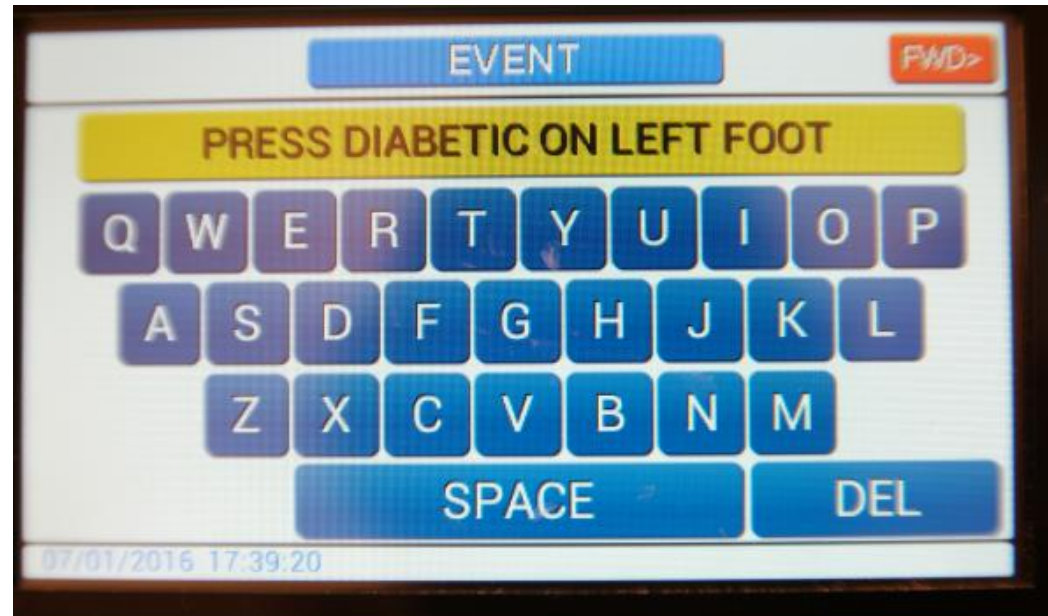 EVENT FWD>
PRESS DIABETIC ON LEFT FOOT
Q W E R T Y U I O P
A S D F G H J K L
Z X C V B N M
SPACE DEL
07/01/2016 17:39:20